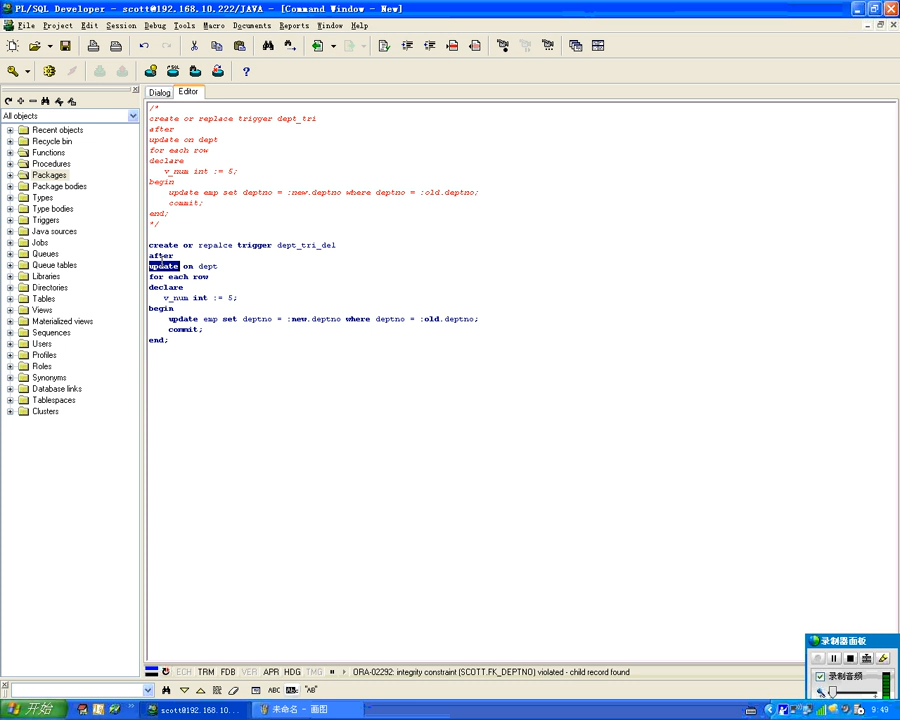 PL/SQL Developer - scott@192.168.10.222/JAVA - [Command Window - New]
File Project Edit Session Debug Tools Macro Documents Reports Window Help
Dialog Editor
All objects
Recent objects
Recycle bin
Functions
Procedures
Packages
Package bodies
Types
Type bodies
Triggers
Java sources
Jobs
Queues
Queue tables
Libraries
Directories
Tables
Views
Materialized views
Sequences
Users
Profiles
Roles
Synonyms
Database links
Tablespaces
Clusters
/*
create or replace trigger dept_tri
after
update on dept
for each row
declare
v_num int := 5;
begin
update emp set deptno = :new.deptno where deptno = :old.deptno;
commit;
end;
*/
create or repalce trigger dept_tri_del
after
update on dept
for each row
declare
v_num int := 5;
begin
update emp set deptno = :new.deptno where deptno = :old.deptno;
commit;
end;
ECH TRM FDB VER APR HDG TMG ORA-02292: integrity constraint (SCOTT.FK_DEPTNO) violated - child record found
ABC "AB"
录制器面板
录制音频
开始 scott@192.168.10... 未命名 - 画图 9:49